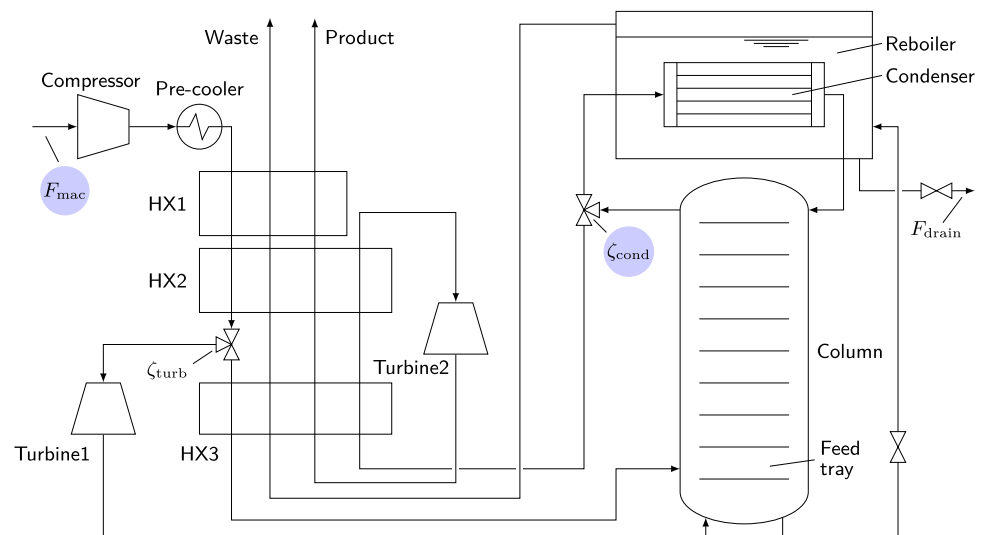 Waste
Product
Reboiler
Condenser
Compressor
Pre-cooler
F_mac
HX1
F_drain
ζ_cond
HX2
Column
ζ_turb
Turbine2
Turbine1
HX3
Feed
tray